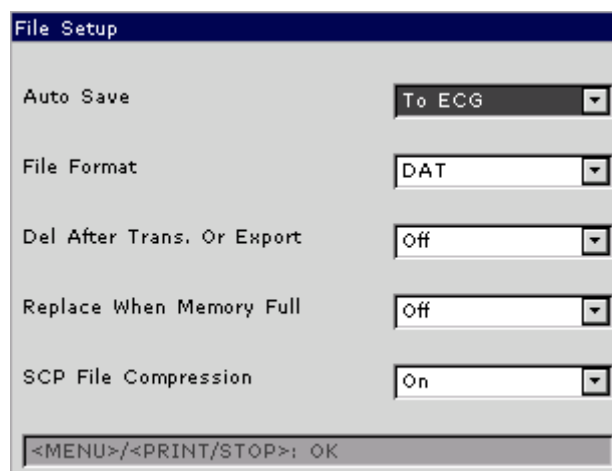 File Setup
Auto Save To ECG
File Format DAT
Del After Trans. Or Export Off
Replace When Memory Full Off
SCP File Compression On
<MENU>/<PRINT/STOP>: OK